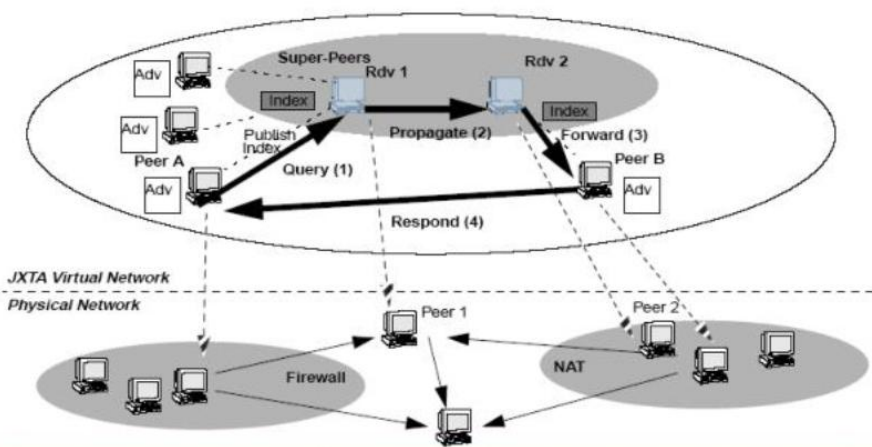 Super-Peers
Rdv 1
Rdv 2
Adv
Index
Index
Adv
Publish
Index
Propagate (2)
Forward (3)
Peer A
Peer B
Query (1)
Adv
Adv
Respond (4)
JXTA Virtual Network
Physical Network
Peer 1
Peer 2
Firewall
NAT